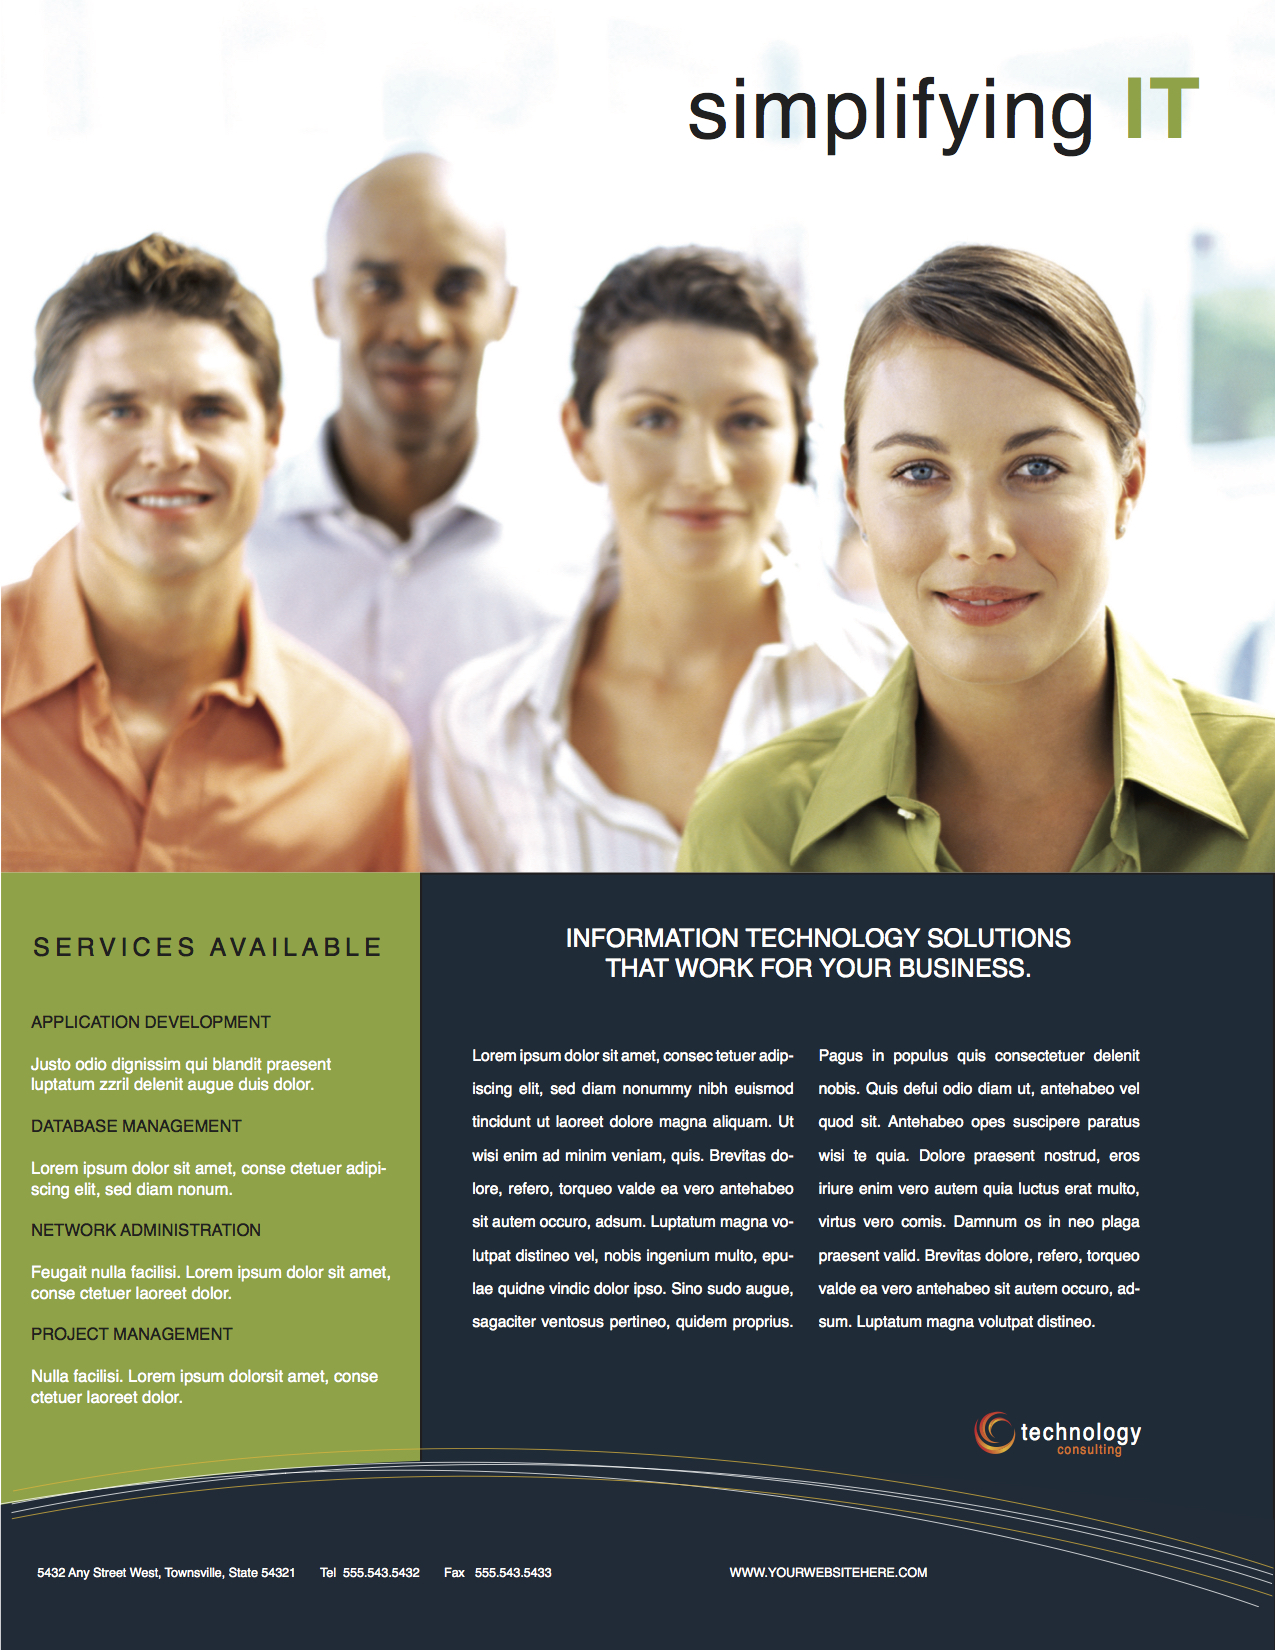 simplifying IT
SERVICES AVAILABLE
APPLICATION DEVELOPMENT
Justo odio dignissim qui blandit praesent
luptatum zzril delenit augue duis dolor.
DATABASE MANAGEMENT
Lorem ipsum dolor sit amet, conse ctetuer adipi-
scing elit, sed diam nonum.
NETWORK ADMINISTRATION
Feugait nulla facilisi. Lorem ipsum dolor sit amet,
conse ctetuer laoreet dolor.
PROJECT MANAGEMENT
Nulla facilisi. Lorem ipsum dolorsit amet, conse
ctetuer laoreet dolor.
INFORMATION TECHNOLOGY SOLUTIONS
THAT WORK FOR YOUR BUSINESS.
Lorem ipsum dolor sit amet, consec tetuer adip-
iscing elit, sed diam nonummy nibh euismod
tincidunt ut laoreet dolore magna aliquam. Ut
wisi enim ad minim veniam, quis. Brevitas do-
lore, refero, torqueo valde ea vero antehabeo
sit autem occuro, adsum. Luptatum magna vo-
lutpat distineo vel, nobis ingenium multo, epu-
lae quidne vindic dolor ipso. Sino sudo augue,
sagaciter ventosus pertineo, quidem proprius.
Pagus in populus quis consectetuer delenit
nobis. Quis defui odio diam ut, antehabeo vel
quod sit. Antehabeo opes suscipere paratus
wisi te quia. Dolore praesent nostrud, eros
iriure enim vero autem quia luctus erat multo,
virtus vero comis. Damnum os in neo plaga
praesent valid. Brevitas dolore, refero, torqueo
valde ea vero antehabeo sit autem occuro, ad-
sum. Luptatum magna volutpat distineo.
technology
consulting
5432 Any Street West, Townsville, State 54321 Tel 555.543.5432 Fax 555.543.5433 WWW.YOURWEBSITEHERE.COM